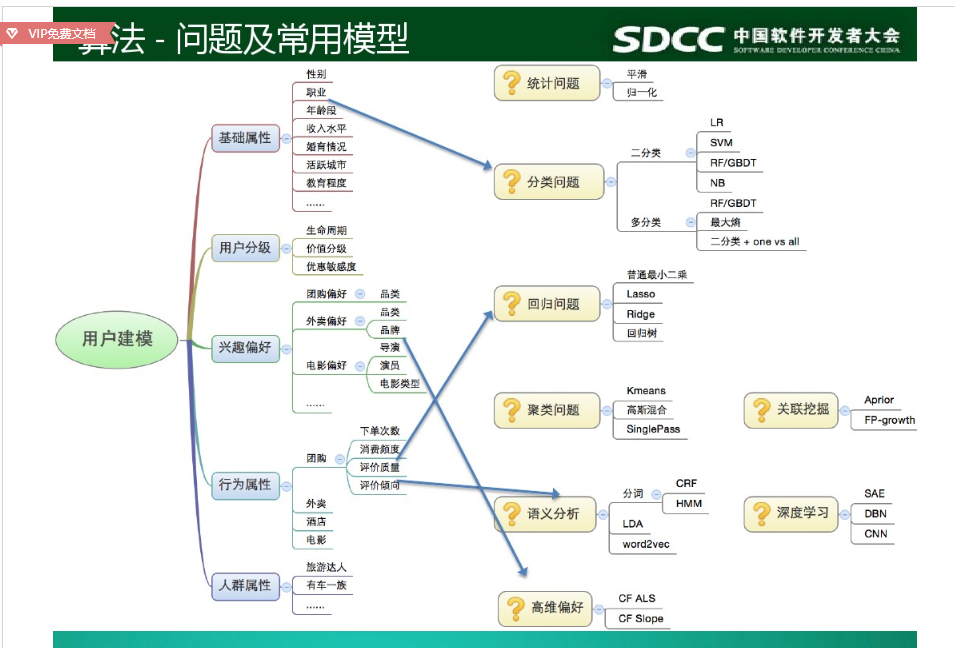 VIP免费文档
算法 - 问题及常用模型
SDCC 中国软件开发者大会
SOFTWARE DEVELOPER CONFERENCE CHINA
用户建模
基础属性
性别
职业
年龄段
收入水平
婚育情况
活跃城市
教育程度
......
用户分级
生命周期
价值分级
优惠敏感度
兴趣偏好
团购偏好
品类
外卖偏好
品类
品牌
电影偏好
导演
演员
电影类型
......
行为属性
团购
下单次数
消费频度
评价质量
评价倾向
外卖
酒店
电影
人群属性
旅游达人
有车一族
......
统计问题
平滑
归一化
分类问题
二分类
LR
SVM
RF/GBDT
NB
多分类
RF/GBDT
最大熵
二分类 + one vs all
回归问题
普通最小二乘
Lasso
Ridge
回归树
聚类问题
Kmeans
高斯混合
SinglePass
关联挖掘
Aprior
FP-growth
语义分析
分词
CRF
HMM
LDA
word2vec
深度学习
SAE
DBN
CNN
高维偏好
CF ALS
CF Slope